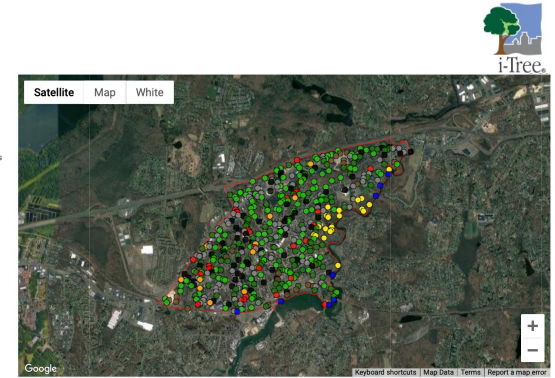 i-Tree®
Satellite Map White
s
+
−
Google
Keyboard shortcuts Map Data Terms Report a map error